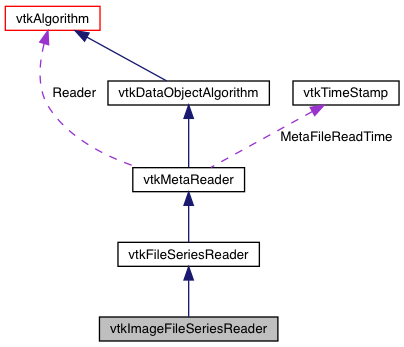 vtkAlgorithm
Reader
vtkDataObjectAlgorithm
vtkTimeStamp
MetaFileReadTime
vtkMetaReader
vtkFileSeriesReader
vtkImageFileSeriesReader